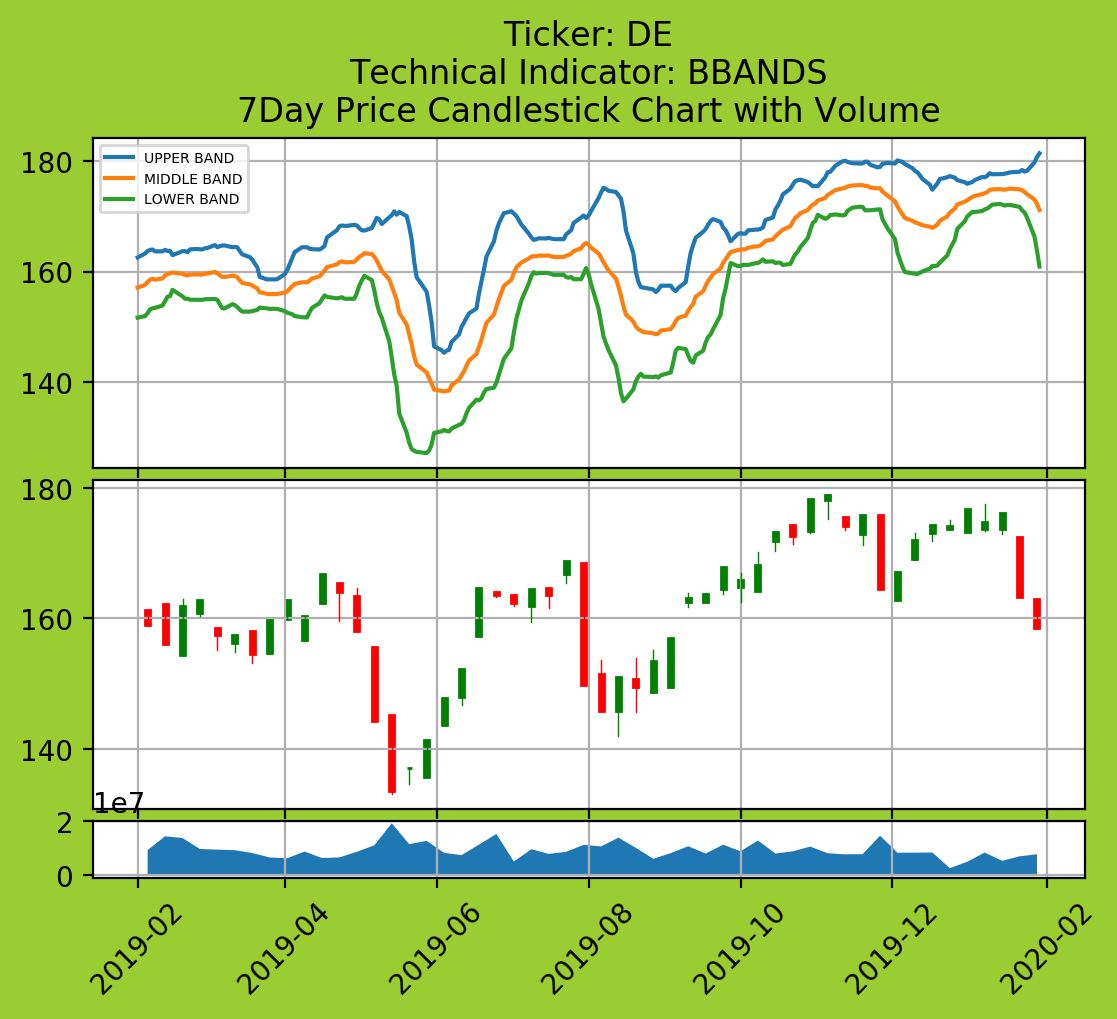 Ticker: DE
Technical Indicator: BBANDS
7Day Price Candlestick Chart with Volume
UPPER BAND
MIDDLE BAND
LOWER BAND
180
160
140
180
160
140
1e7
2
0
2019-02
2019-04
2019-06
2019-08
2019-10
2019-12
2020-02